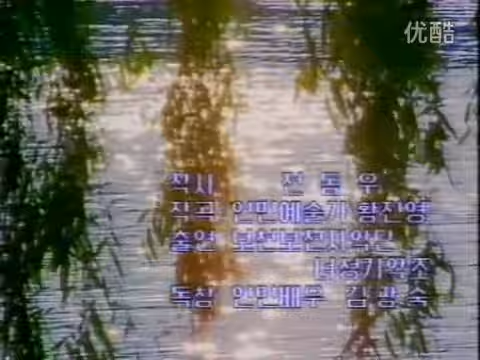 优酷
작사 전 동 우
작곡 인민예술가 황진영
출연 보천보전자악단
녀성기악조
독창 인민배우 김 광 숙